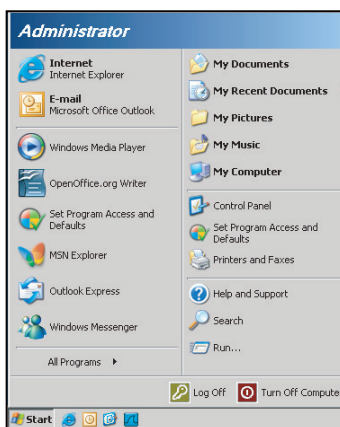 Administrator
Internet
Internet Explorer
E-mail
Microsoft Office Outlook
Windows Media Player
OpenOffice.org Writer
Set Program Access and
Defaults
MSN Explorer
Outlook Express
Windows Messenger
All Programs
My Documents
My Recent Documents
My Pictures
My Music
My Computer
Control Panel
Set Program Access and
Defaults
Printers and Faxes
Help and Support
Search
Run...
Log Off
Turn Off Compute
Start